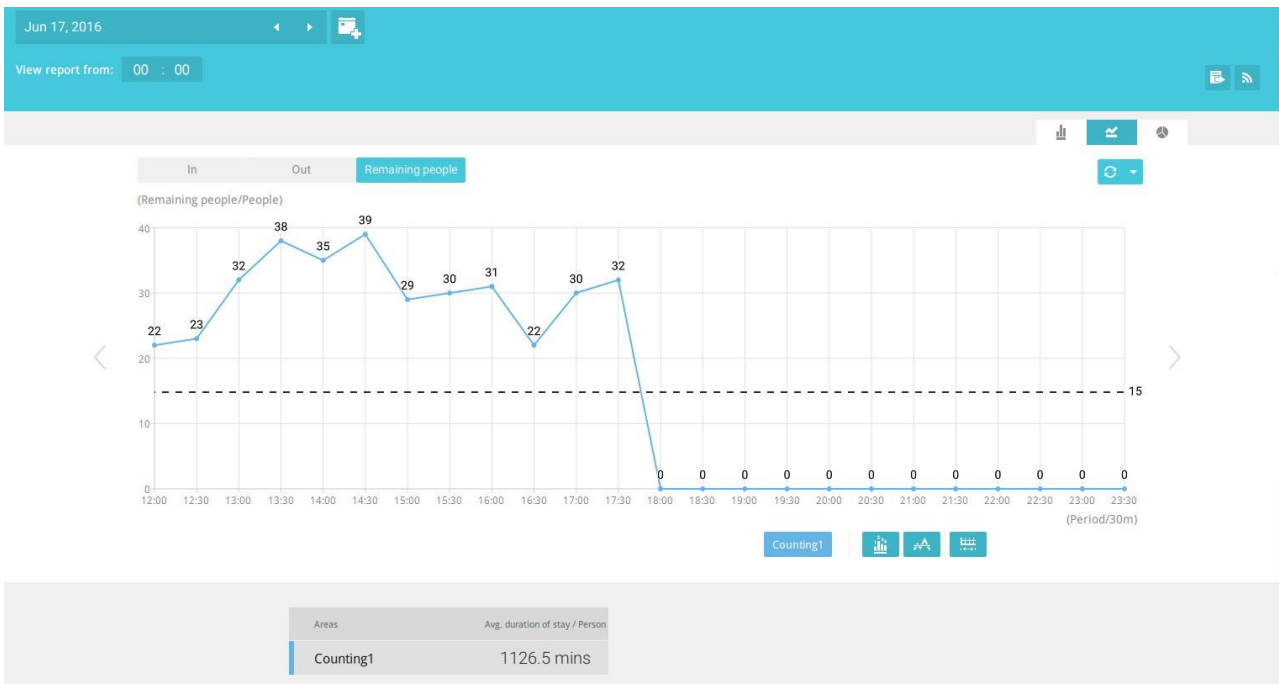 Jun 17, 2016
View report from: 00 : 00
In Out Remaining people
(Remaining people/People)
40
30
20
10
0
22 23 32 38 35 39 29 30 31 22 30 32 0 0 0 0 0 0 0 0 0 0 0 0
15
12:00 12:30 13:00 13:30 14:00 14:30 15:00 15:30 16:00 16:30 17:00 17:30 18:00 18:30 19:00 19:30 20:00 20:30 21:00 21:30 22:00 22:30 23:00 23:30
(Period/30m)
Counting1
Areas Avg. duration of stay / Person
Counting1 1126.5 mins